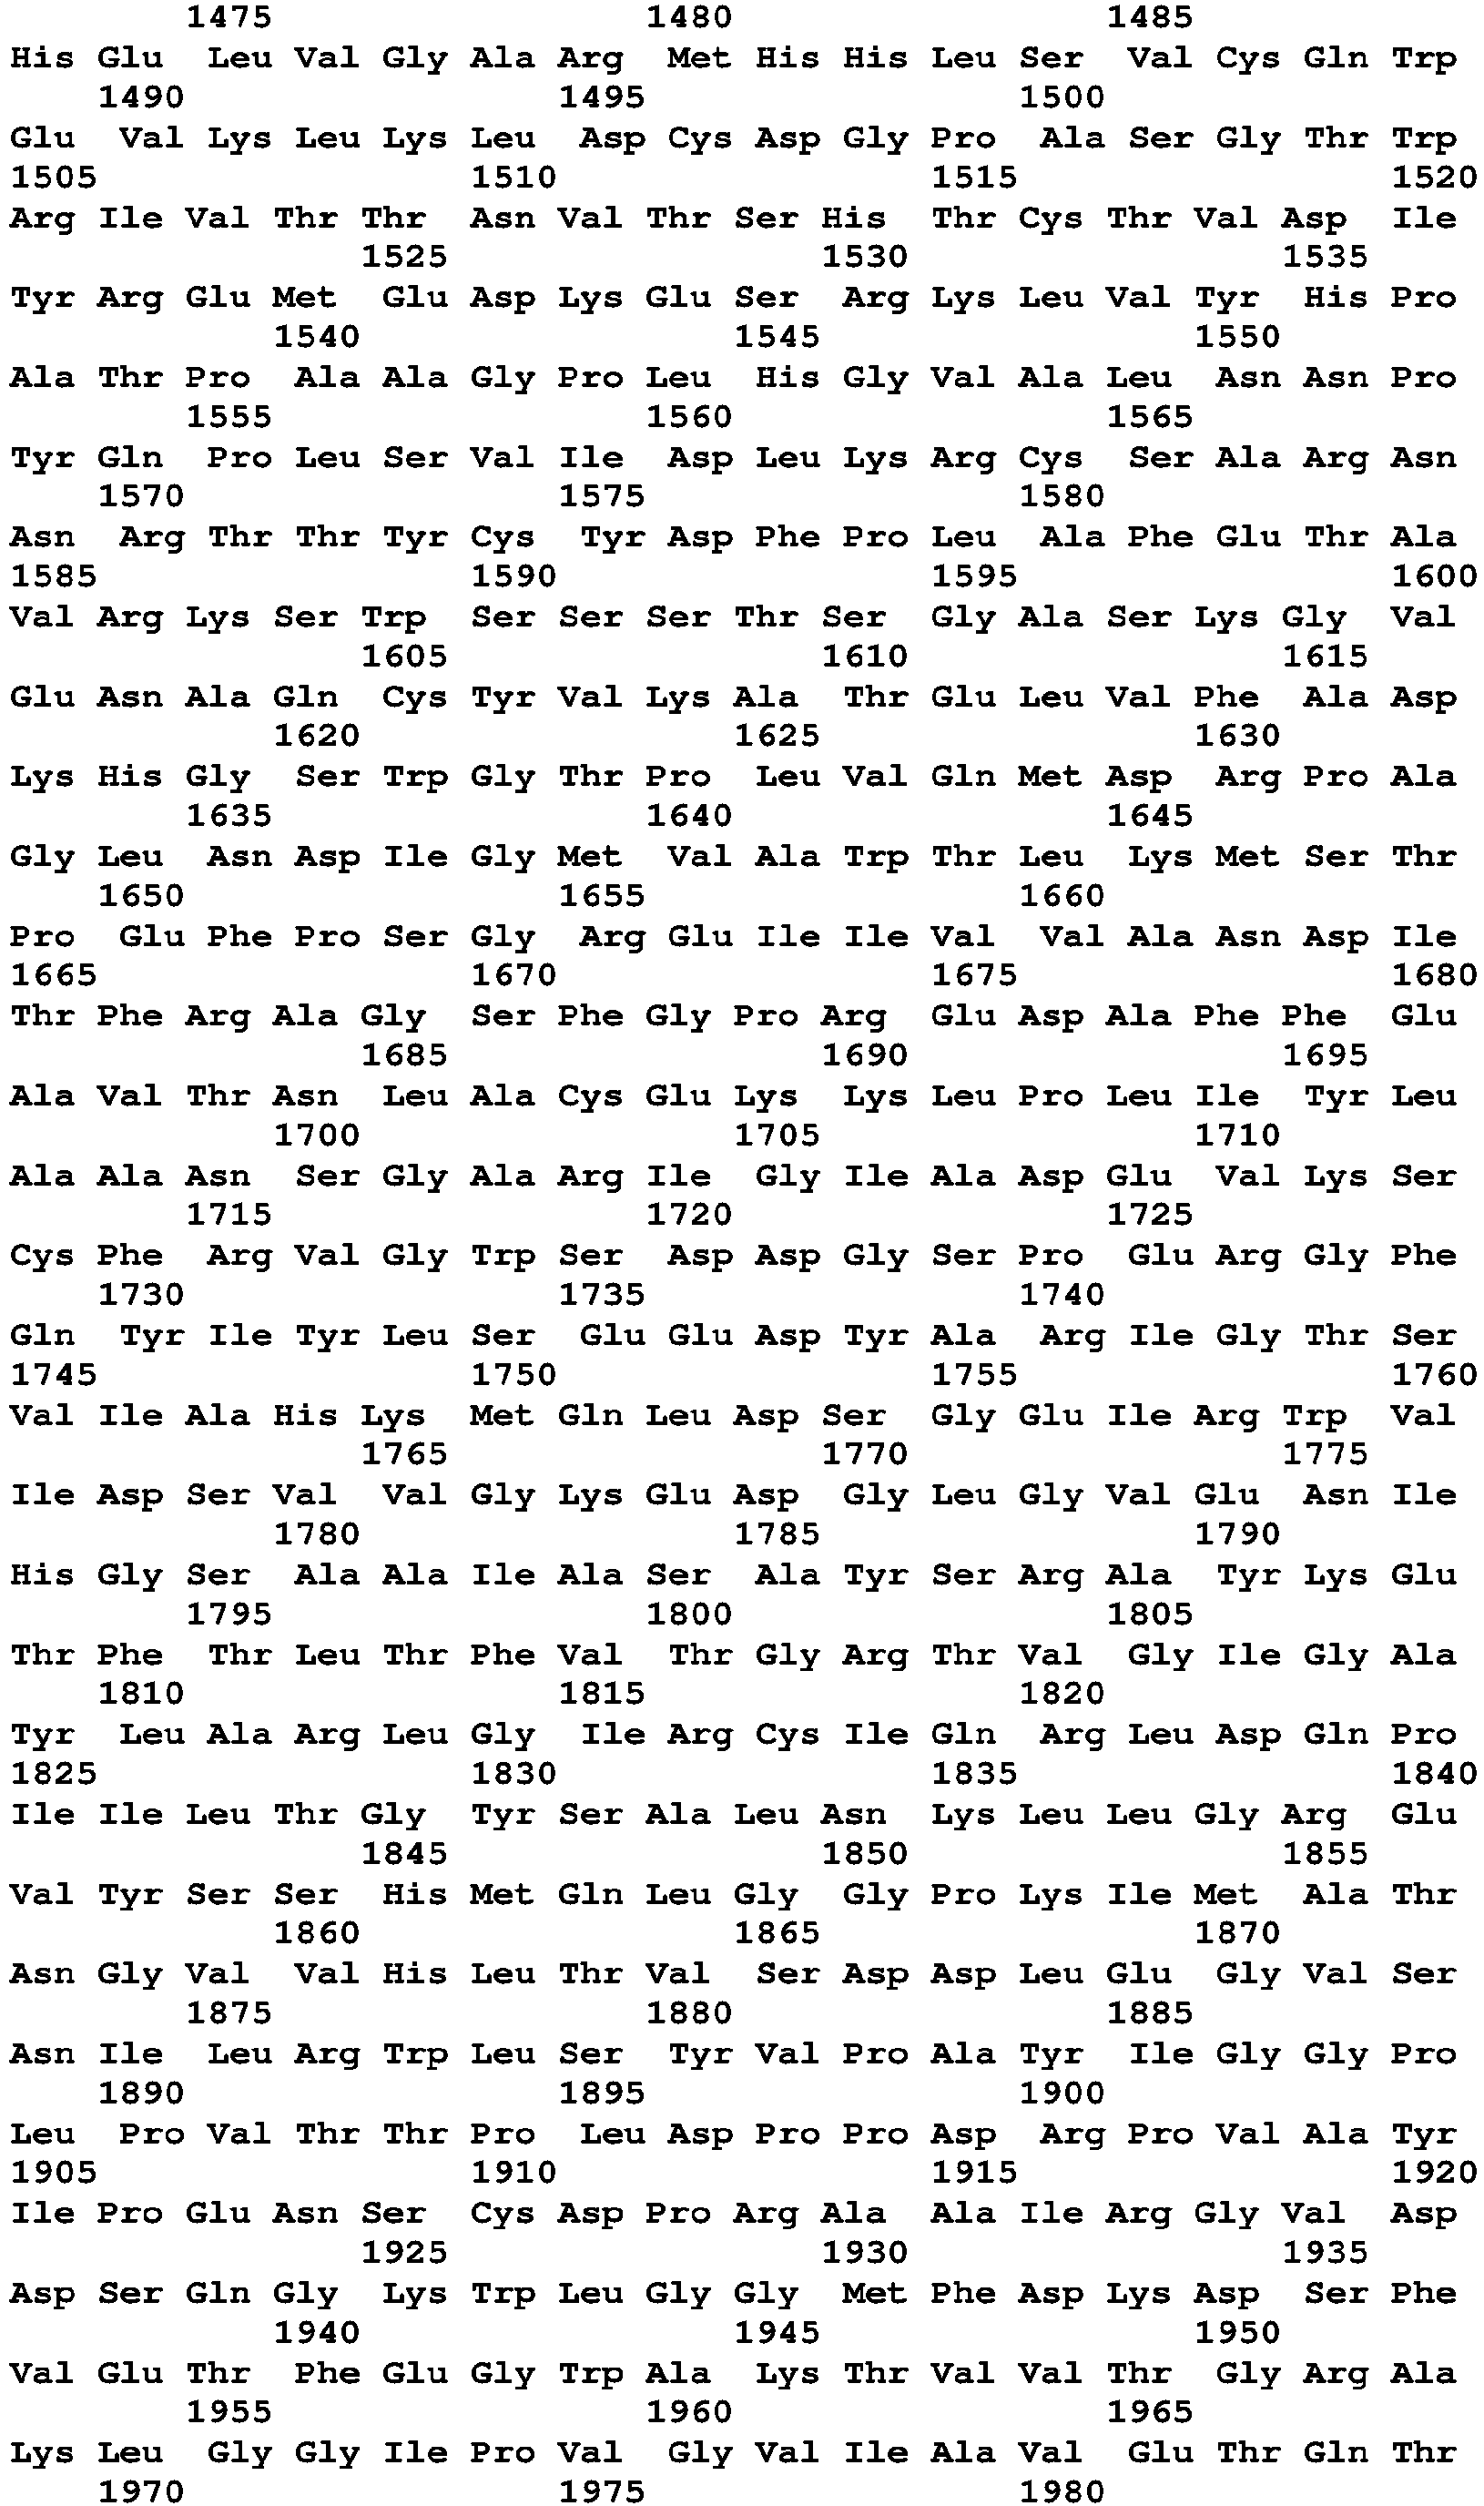 1475 1480 1485
His Glu Leu Val Gly Ala Arg Met His His Leu Ser Val Cys Gln Trp
1490 1495 1500
Glu Val Lys Leu Lys Leu Asp Cys Asp Gly Pro Ala Ser Gly Thr Trp
1505 1510 1515 1520
Arg Ile Val Thr Thr Asn Val Thr Ser His Thr Cys Thr Val Asp Ile
1525 1530 1535
Tyr Arg Glu Met Glu Asp Lys Glu Ser Arg Lys Leu Val Tyr His Pro
1540 1545 1550
Ala Thr Pro Ala Ala Gly Pro Leu His Gly Val Ala Leu Asn Asn Pro
1555 1560 1565
Tyr Gln Pro Leu Ser Val Ile Asp Leu Lys Arg Cys Ser Ala Arg Asn
1570 1575 1580
Asn Arg Thr Thr Tyr Cys Tyr Asp Phe Pro Leu Ala Phe Glu Thr Ala
1585 1590 1595 1600
Val Arg Lys Ser Trp Ser Ser Ser Thr Ser Gly Ala Ser Lys Gly Val
1605 1610 1615
Glu Asn Ala Gln Cys Tyr Val Lys Ala Thr Glu Leu Val Phe Ala Asp
1620 1625 1630
Lys His Gly Ser Trp Gly Thr Pro Leu Val Gln Met Asp Arg Pro Ala
1635 1640 1645
Gly Leu Asn Asp Ile Gly Met Val Ala Trp Thr Leu Lys Met Ser Thr
1650 1655 1660
Pro Glu Phe Pro Ser Gly Arg Glu Ile Ile Val Val Ala Asn Asp Ile
1665 1670 1675 1680
Thr Phe Arg Ala Gly Ser Phe Gly Pro Arg Glu Asp Ala Phe Phe Glu
1685 1690 1695
Ala Val Thr Asn Leu Ala Cys Glu Lys Lys Leu Pro Leu Ile Tyr Leu
1700 1705 1710
Ala Ala Asn Ser Gly Ala Arg Ile Gly Ile Ala Asp Glu Val Lys Ser
1715 1720 1725
Cys Phe Arg Val Gly Trp Ser Asp Asp Gly Ser Pro Glu Arg Gly Phe
1730 1735 1740
Gln Tyr Ile Tyr Leu Ser Glu Glu Asp Tyr Ala Arg Ile Gly Thr Ser
1745 1750 1755 1760
Val Ile Ala His Lys Met Gln Leu Asp Ser Gly Glu Ile Arg Trp Val
1765 1770 1775
Ile Asp Ser Val Val Gly Lys Glu Asp Gly Leu Gly Val Glu Asn Ile
1780 1785 1790
His Gly Ser Ala Ala Ile Ala Ser Ala Tyr Ser Arg Ala Tyr Lys Glu
1795 1800 1805
Thr Phe Thr Leu Thr Phe Val Thr Gly Arg Thr Val Gly Ile Gly Ala
1810 1815 1820
Tyr Leu Ala Arg Leu Gly Ile Arg Cys Ile Gln Arg Leu Asp Gln Pro
1825 1830 1835 1840
Ile Ile Leu Thr Gly Tyr Ser Ala Leu Asn Lys Leu Leu Gly Arg Glu
1845 1850 1855
Val Tyr Ser Ser His Met Gln Leu Gly Gly Pro Lys Ile Met Ala Thr
1860 1865 1870
Asn Gly Val Val His Leu Thr Val Ser Asp Asp Leu Glu Gly Val Ser
1875 1880 1885
Asn Ile Leu Arg Trp Leu Ser Tyr Val Pro Ala Tyr Ile Gly Gly Pro
1890 1895 1900
Leu Pro Val Thr Thr Pro Leu Asp Pro Pro Asp Arg Pro Val Ala Tyr
1905 1910 1915 1920
Ile Pro Glu Asn Ser Cys Asp Pro Arg Ala Ala Ile Arg Gly Val Asp
1925 1930 1935
Asp Ser Gln Gly Lys Trp Leu Gly Gly Met Phe Asp Lys Asp Ser Phe
1940 1945 1950
Val Glu Thr Phe Glu Gly Trp Ala Lys Thr Val Val Thr Gly Arg Ala
1955 1960 1965
Lys Leu Gly Gly Ile Pro Val Gly Val Ile Ala Val Glu Thr Gln Thr
1970 1975 1980